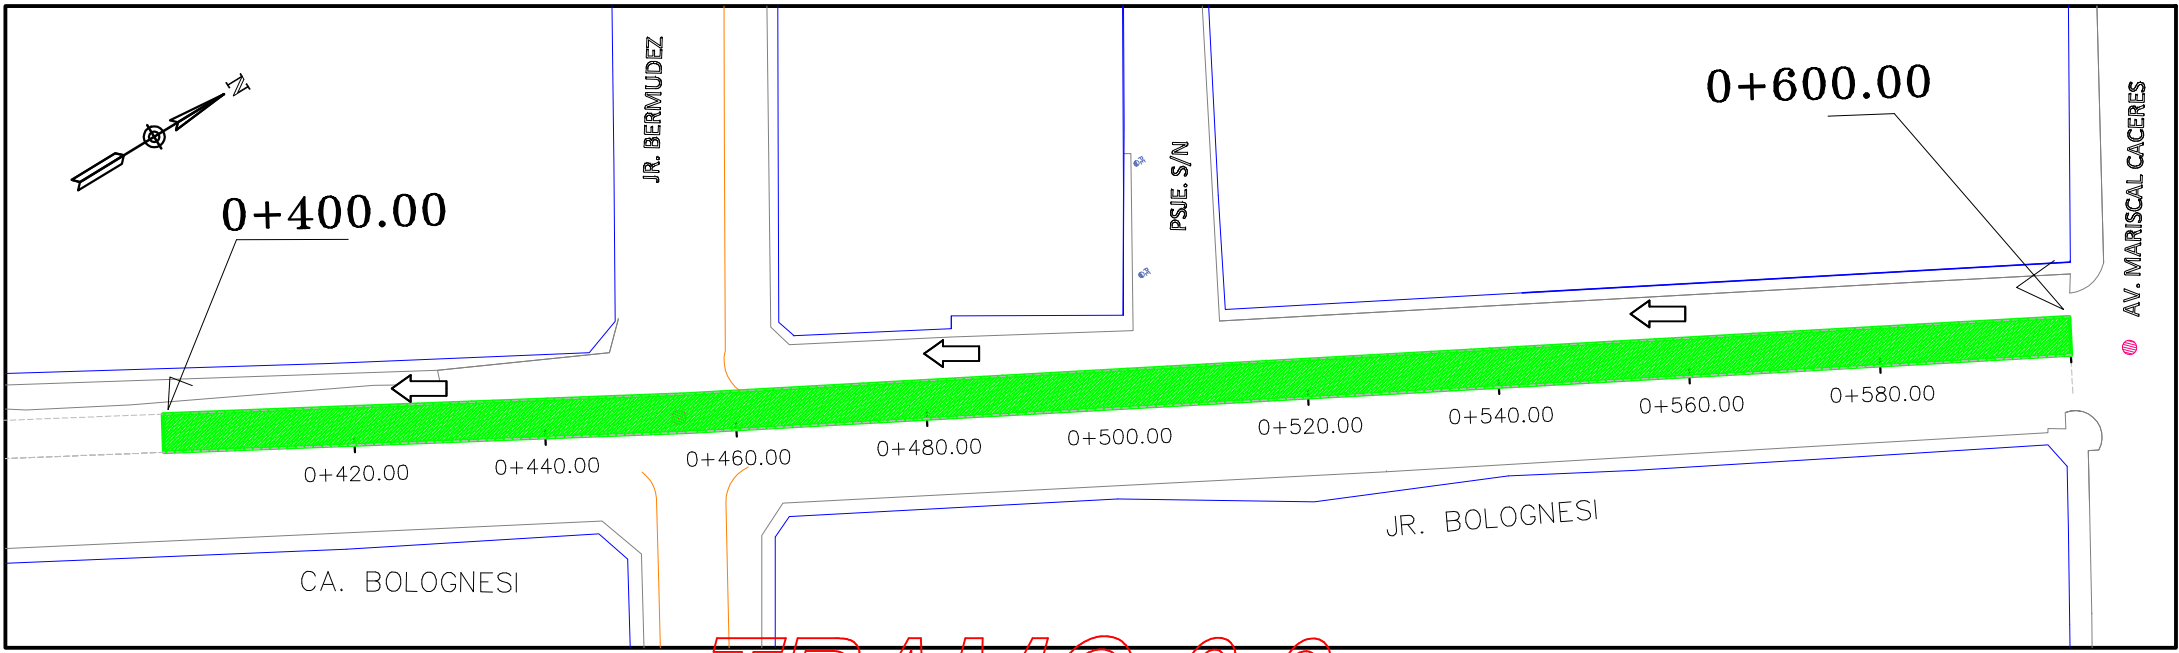 N
0+400.00
JR. BERMUDEZ
PSJE. S/N
0+600.00
AV. MARISCAL CACERES
0+420.00
0+440.00
0+460.00
0+480.00
0+500.00
0+520.00
0+540.00
0+560.00
0+580.00
CA. BOLOGNESI
JR. BOLOGNESI